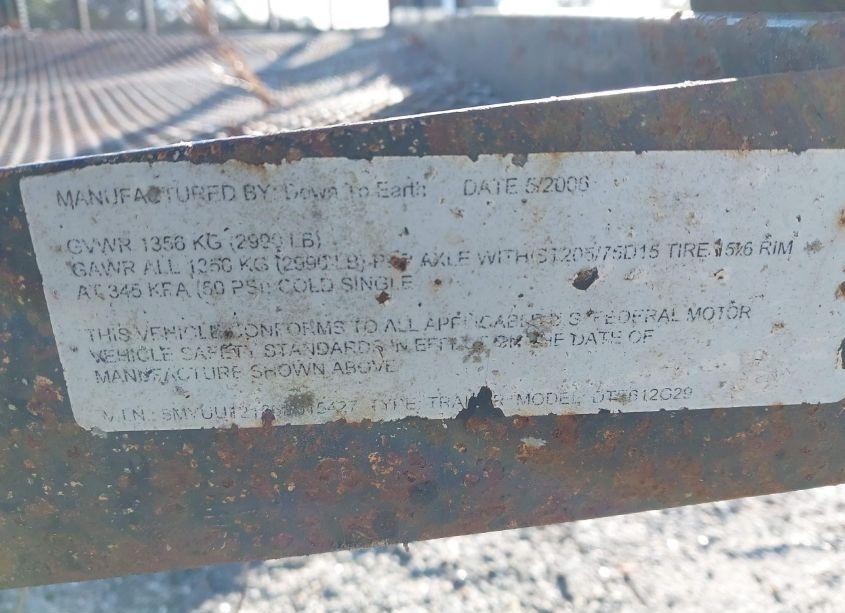 MANUFACTURED BY: Down To Earth DATE 5/2006
GVWR 1356 KG (2990 LB)
GAWR ALL 1356 KG (2990 LB) PER AXLE WITH ST205/75D15 TIRE 15X6 RIM
AT 345 KPA (50 PSI) COLD SINGLE
THIS VEHICLE CONFORMS TO ALL APPLICABLE U.S. FEDERAL MOTOR
VEHICLE SAFETY STANDARDS IN EFFECT ON THE DATE OF
MANUFACTURE SHOWN ABOVE
V.I.N.: TYPE: TRAILER MODEL: